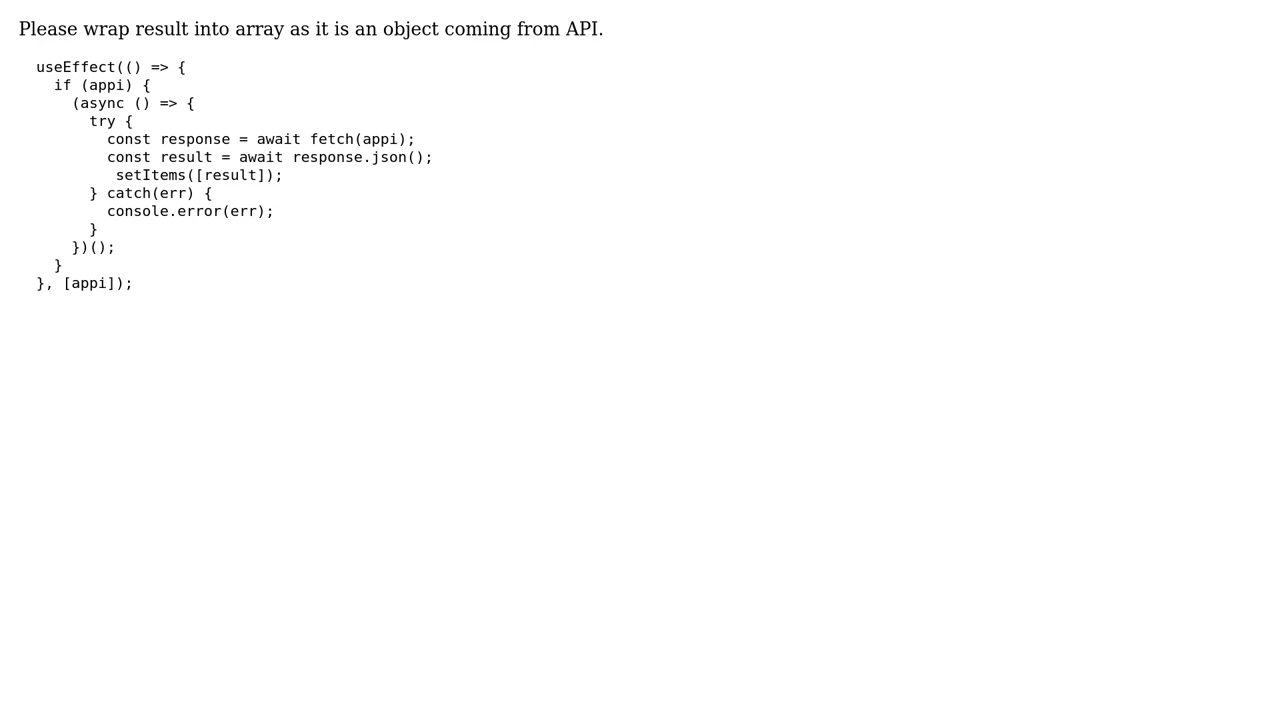 Please wrap result into array as it is an object coming from API.
useEffect(() => {
  if (appi) {
    (async () => {
      try {
        const response = await fetch(appi);
        const result = await response.json();
         setItems([result]);
      } catch(err) {
        console.error(err);
      }
    })();
  }
}, [appi]);